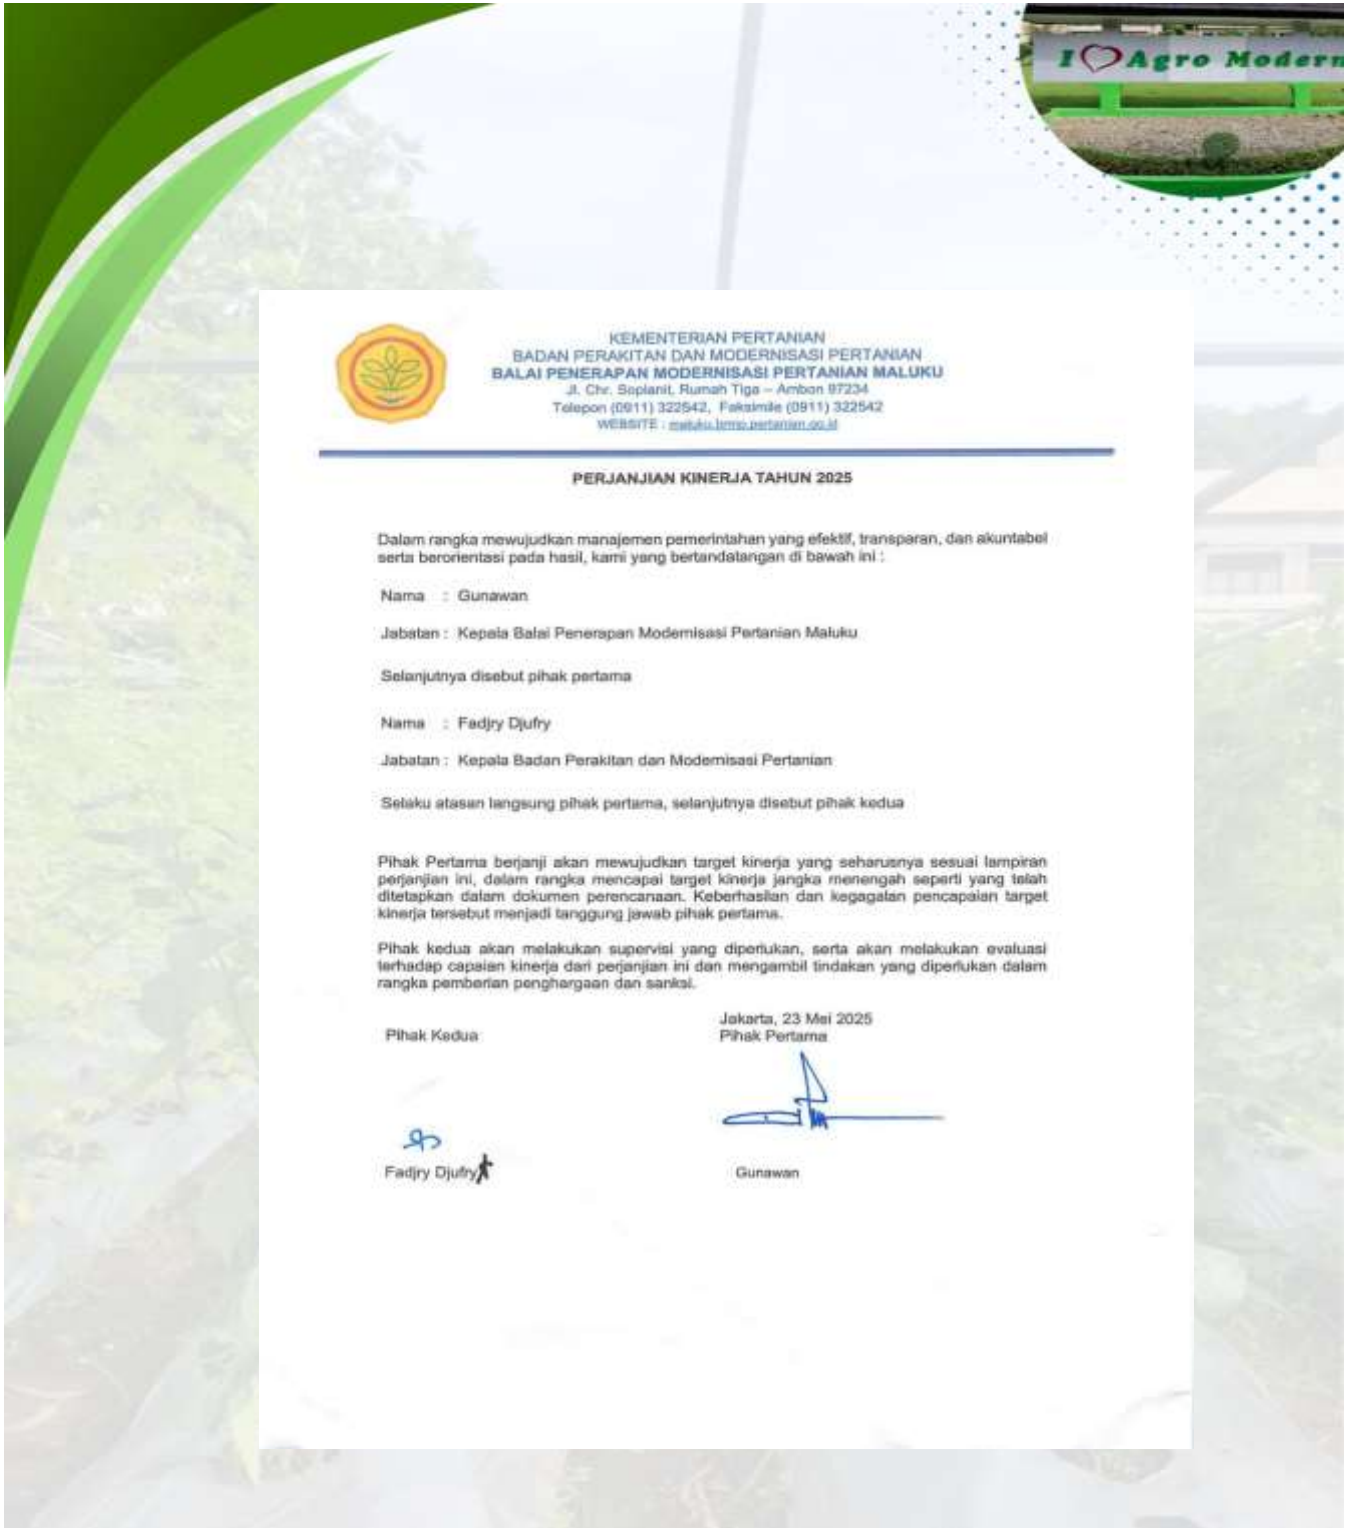 I Agro Modern
KEMENTERIAN PERTANIAN
BADAN PERAKITAN DAN MODERNISASI PERTANIAN
BALAI PENERAPAN MODERNISASI PERTANIAN MALUKU
Jl. Chr. Soplanit, Rumah Tiga – Ambon 97234
Telepon (0911) 322542, Faksimile (0911) 322542
WEBSITE : maluku.brmp.pertanian.go.id
PERJANJIAN KINERJA TAHUN 2025
Dalam rangka mewujudkan manajemen pemerintahan yang efektif, transparan, dan akuntabel
serta berorientasi pada hasil, kami yang bertandatangan di bawah ini :
Nama : Gunawan
Jabatan : Kepala Balai Penerapan Modernisasi Pertanian Maluku
Selanjutnya disebut pihak pertama
Nama : Fadjry Djufry
Jabatan : Kepala Badan Perakitan dan Modernisasi Pertanian
Selaku atasan langsung pihak pertama, selanjutnya disebut pihak kedua
Pihak Pertama berjanji akan mewujudkan target kinerja yang seharusnya sesuai lampiran
perjanjian ini, dalam rangka mencapai target kinerja jangka menengah seperti yang telah
ditetapkan dalam dokumen perencanaan. Keberhasilan dan kegagalan pencapaian target
kinerja tersebut menjadi tanggung jawab pihak pertama.
Pihak kedua akan melakukan supervisi yang diperlukan, serta akan melakukan evaluasi
terhadap capaian kinerja dari perjanjian ini dan mengambil tindakan yang diperlukan dalam
rangka pemberian penghargaan dan sanksi.
Jakarta, 23 Mei 2025
Pihak Kedua
Pihak Pertama
Fadjry Djufry
Gunawan